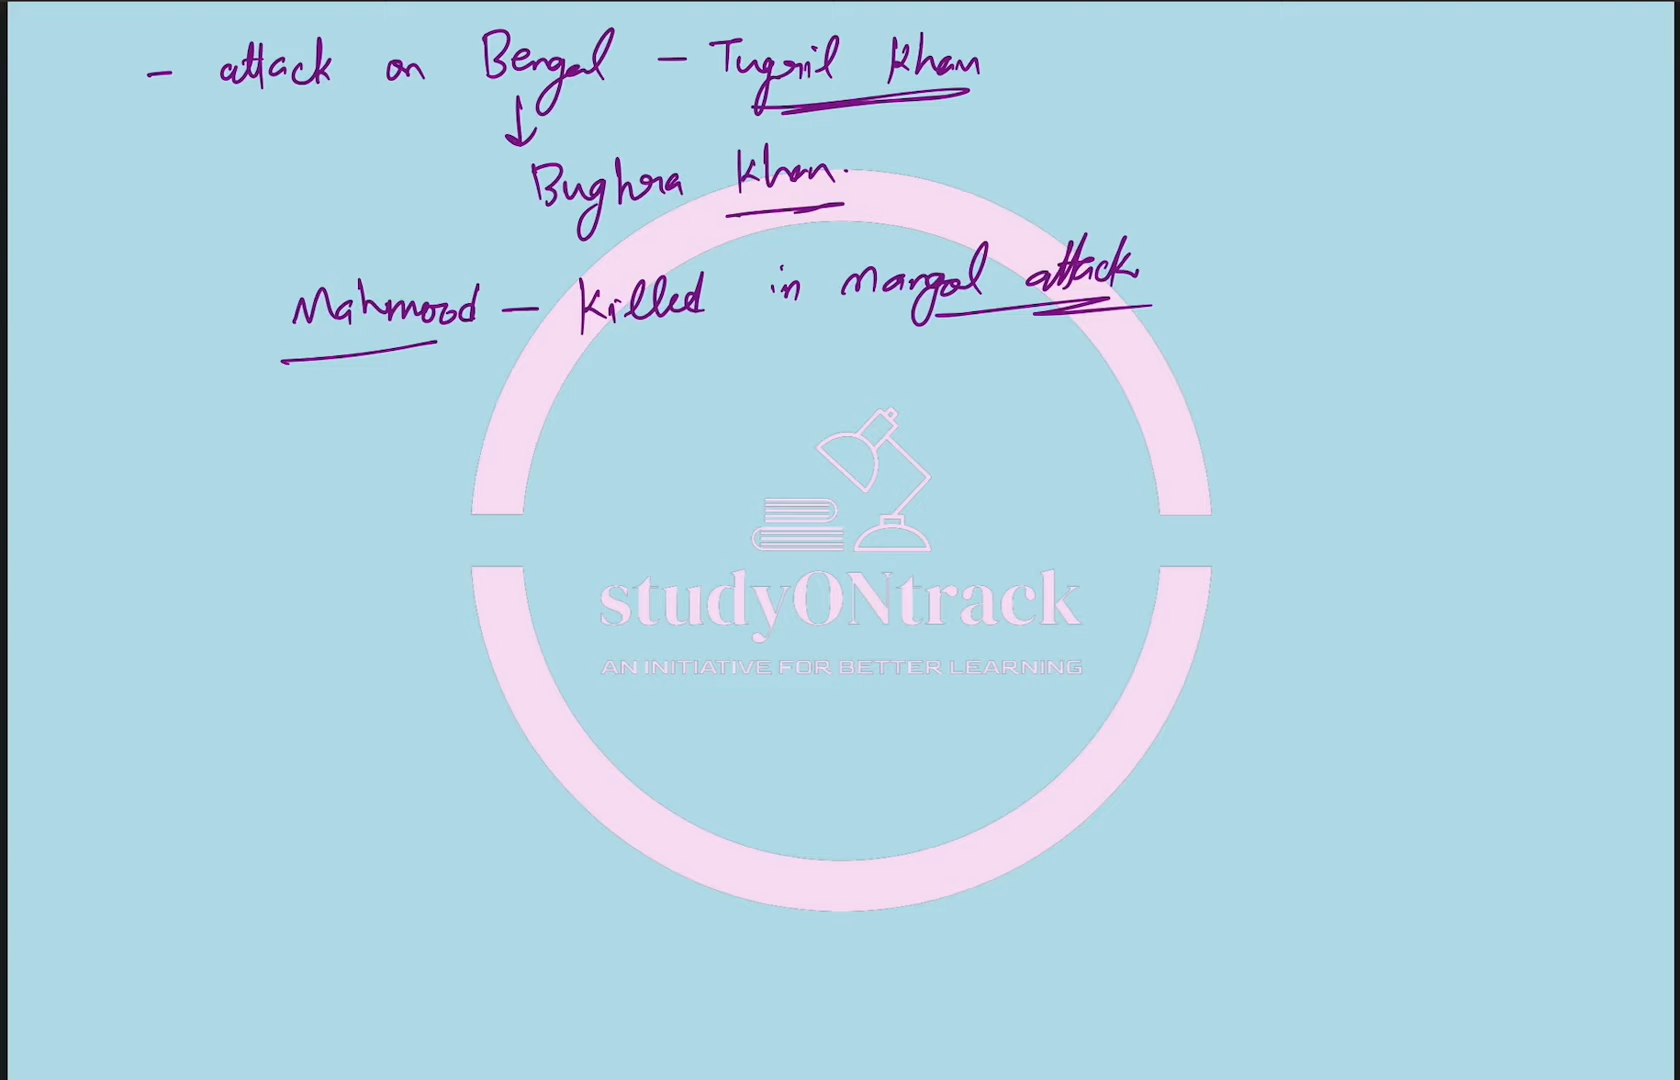 - attack on Bengal - Tugril Khan
↓
Bughra Khan.
Mahmood - Killed in mangol attack.
studyONtrack
AN INITIATIVE FOR BETTER LEARNING